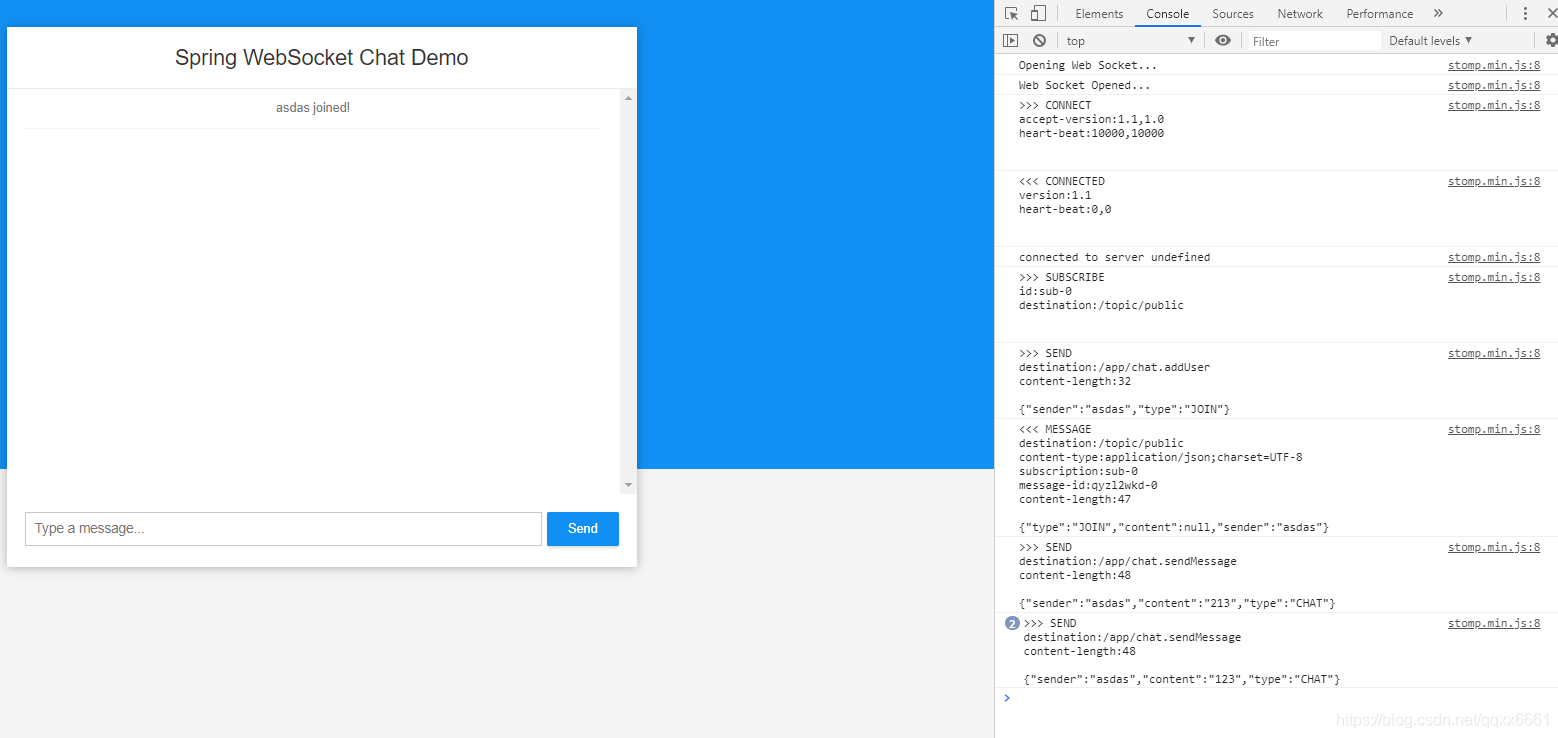 Spring WebSocket Chat Demo
asdas joined!
Type a message...
Send
Elements Console Sources Network Performance »
top Filter Default levels
Opening Web Socket... stomp.min.js:8
Web Socket Opened... stomp.min.js:8
>>> CONNECT stomp.min.js:8
accept-version:1.1,1.0
heart-beat:10000,10000
<<< CONNECTED stomp.min.js:8
version:1.1
heart-beat:0,0
connected to server undefined stomp.min.js:8
>>> SUBSCRIBE stomp.min.js:8
id:sub-0
destination:/topic/public
>>> SEND stomp.min.js:8
destination:/app/chat.addUser
content-length:32
{"sender":"asdas","type":"JOIN"}
<<< MESSAGE stomp.min.js:8
destination:/topic/public
content-type:application/json;charset=UTF-8
subscription:sub-0
message-id:qyzl2wkd-0
content-length:47
{"type":"JOIN","content":null,"sender":"asdas"}
>>> SEND stomp.min.js:8
destination:/app/chat.sendMessage
content-length:48
{"sender":"asdas","content":"213","type":"CHAT"}
2 >>> SEND stomp.min.js:8
destination:/app/chat.sendMessage
content-length:48
{"sender":"asdas","content":"123","type":"CHAT"}
>
https://blog.csdn.net/qqxx6661